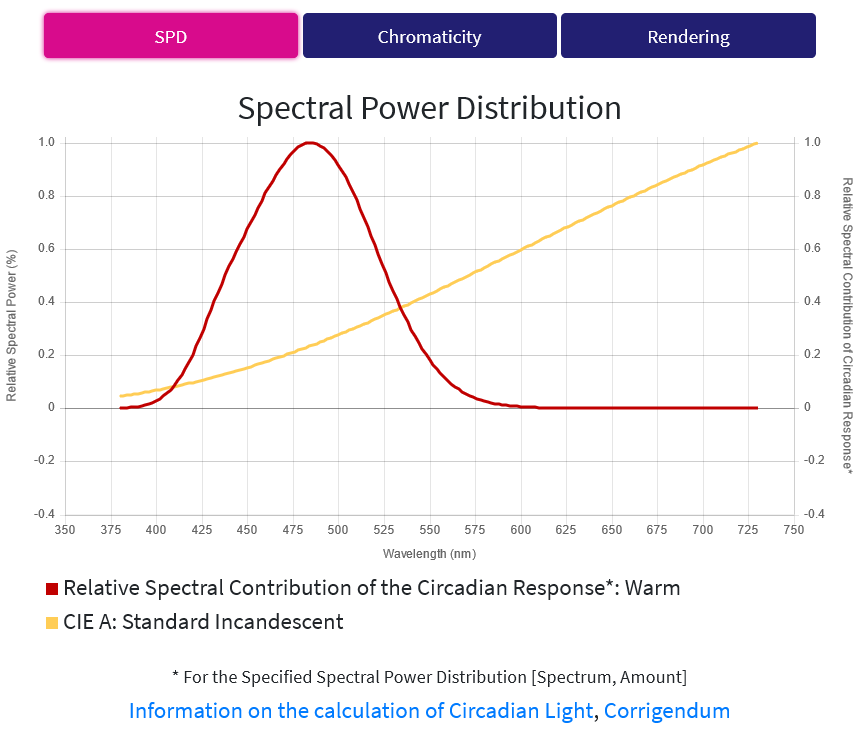 SPD Chromaticity Rendering
Spectral Power Distribution
1.0 1.0
0.8 0.8
0.6 0.6
0.4 0.4
0.2 0.2
0 0
-0.2 -0.2
-0.4 -0.4
Relative Spectral Power (%)
Relative Spectral Contribution of Circadian Response*
350 375 400 425 450 475 500 525 550 575 600 625 650 675 700 725 750
Wavelength (nm)
Relative Spectral Contribution of the Circadian Response*: Warm
CIE A: Standard Incandescent
* For the Specified Spectral Power Distribution [Spectrum, Amount]
Information on the calculation of Circadian Light, Corrigendum